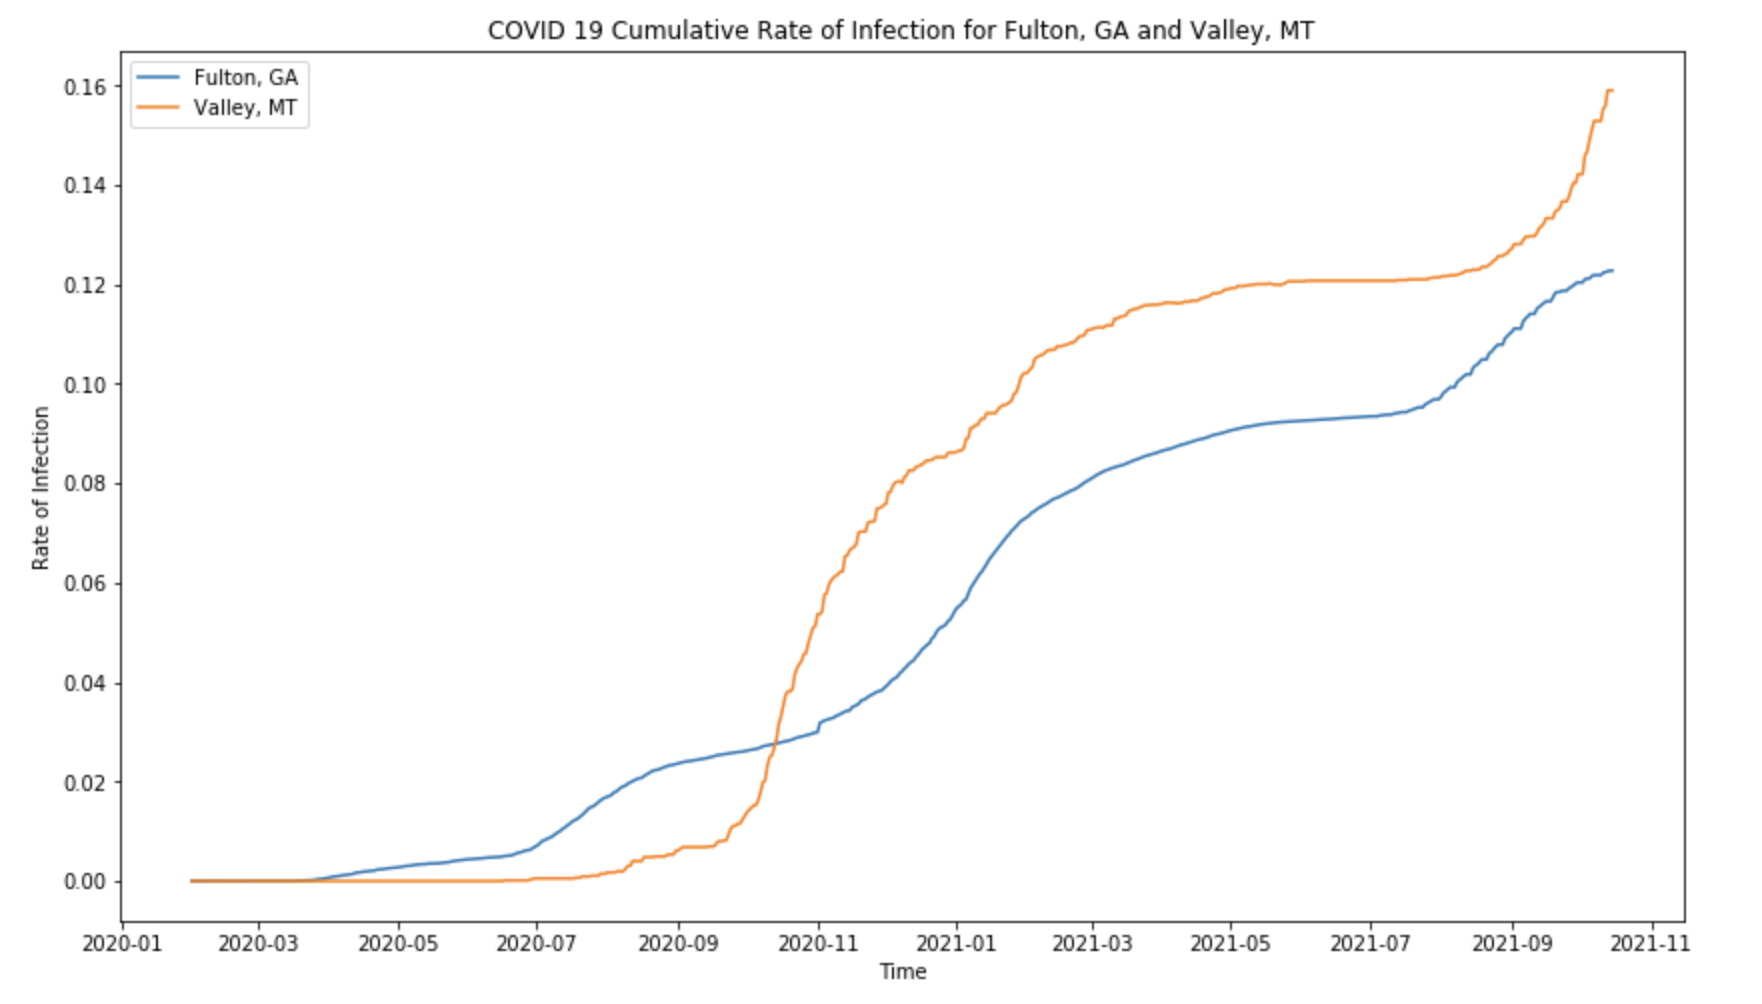 COVID 19 Cumulative Rate of Infection for Fulton, GA and Valley, MT
Fulton, GA
Valley, MT
0.16
0.14
0.12
0.10
0.08
0.06
0.04
0.02
0.00
Rate of Infection
2020-01 2020-03 2020-05 2020-07 2020-09 2020-11 2021-01 2021-03 2021-05 2021-07 2021-09 2021-11
Time